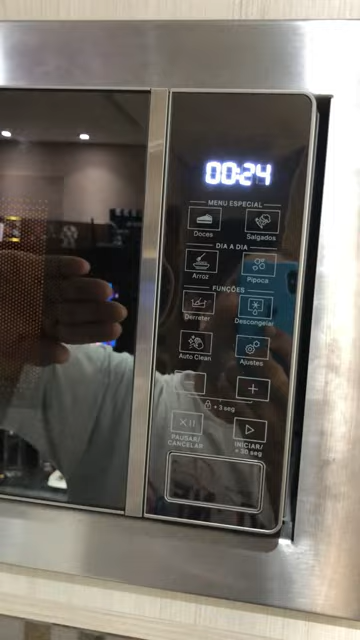 00:24
MENU ESPECIAL
Doces Salgados
DIA A DIA
Arroz Pipoca
FUNÇÕES
Derreter Descongelar
Auto Clean Ajustes
− +
+ 3 seg
PAUSAR/ INICIAR/
CANCELAR + 30 seg